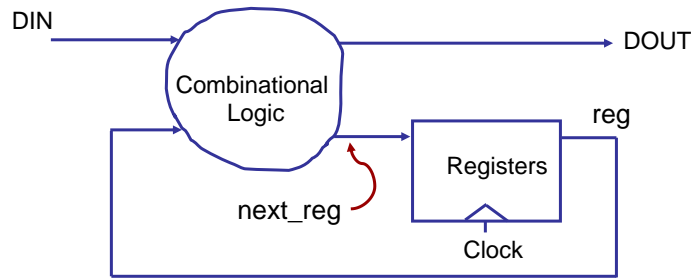 DIN
DOUT
Combinational
Logic
reg
Registers
next_reg
Clock